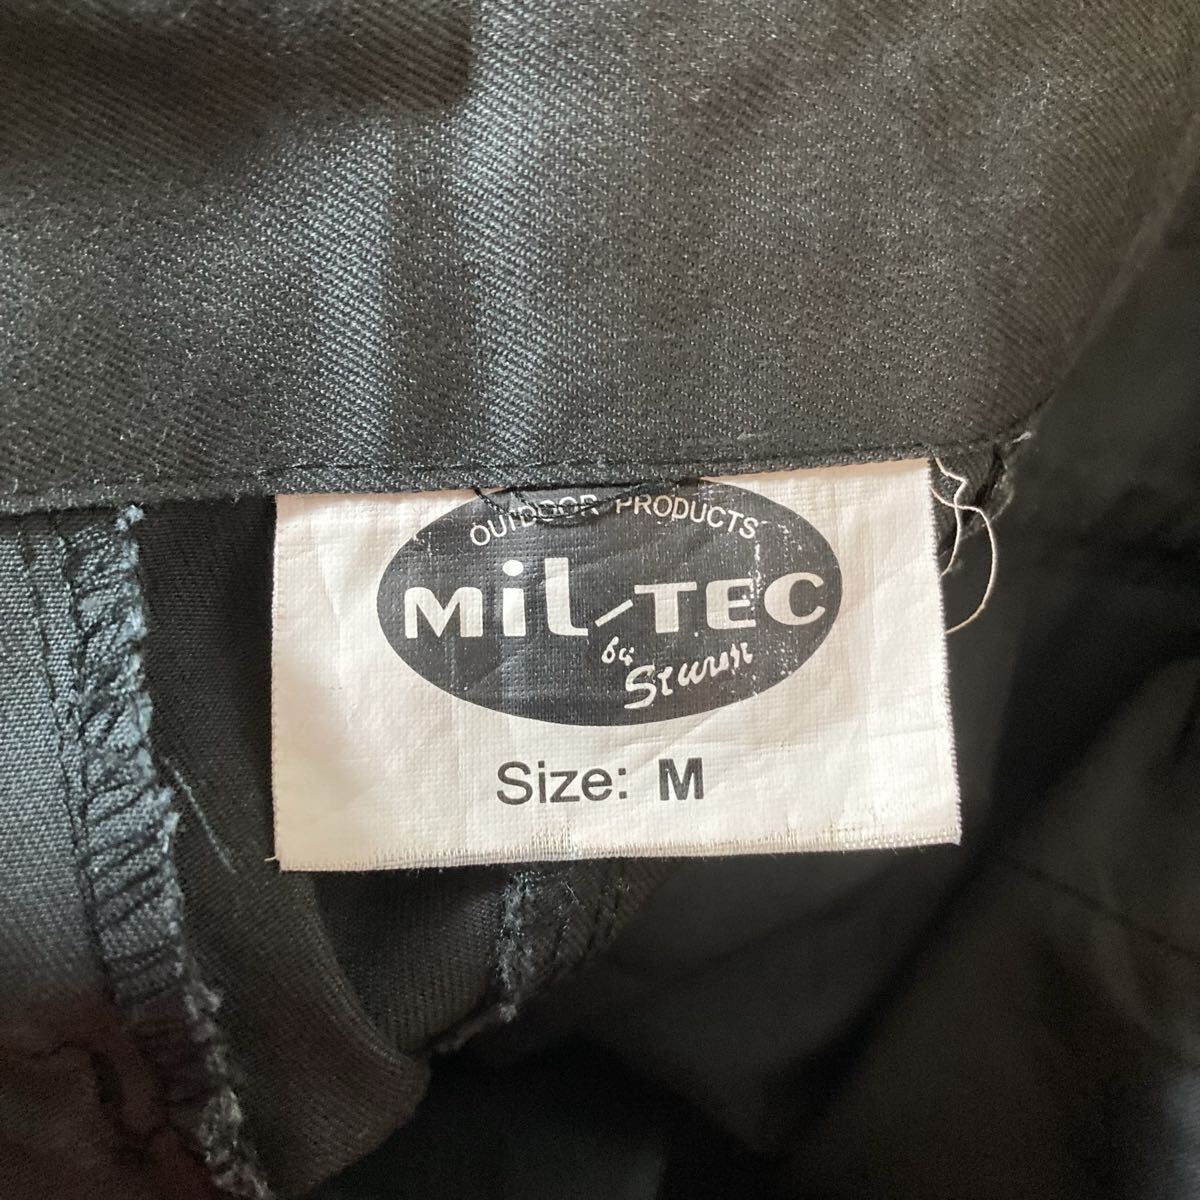 OUTDOOR PRODUCTS
MiL-TEC
by Sturm
Size: M